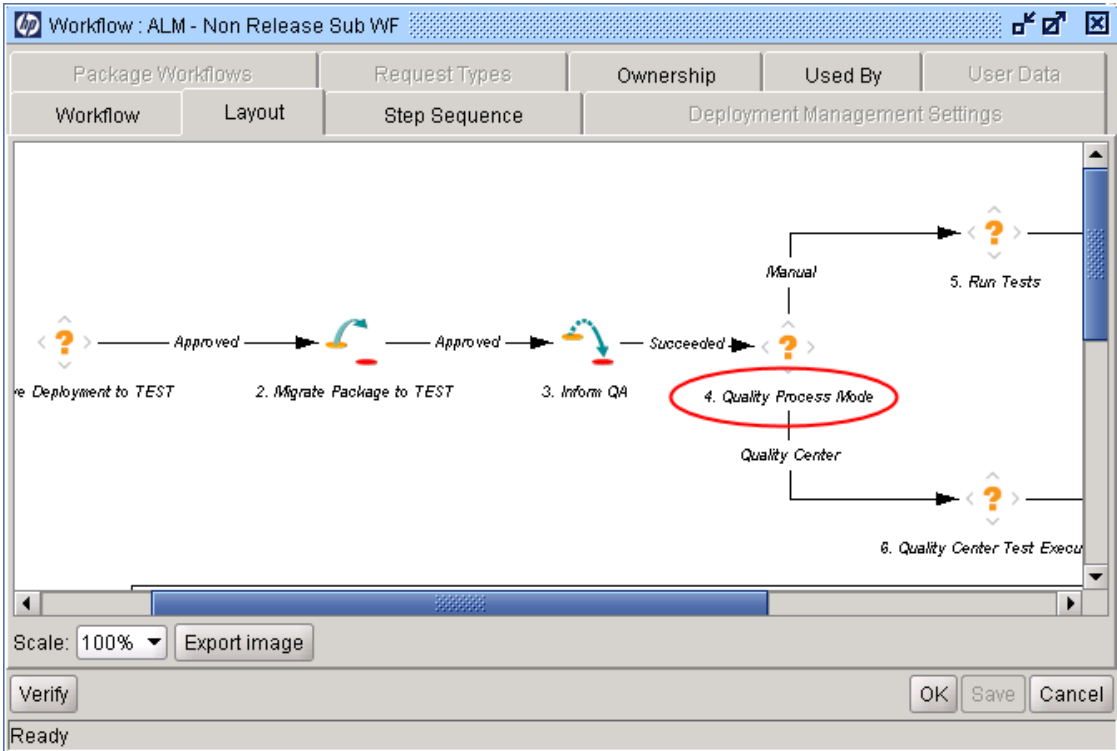 hp Workflow : ALM - Non Release Sub WF
Package Workflows Request Types Ownership Used By User Data
Workflow Layout Step Sequence Deployment Management Settings
Manual
5. Run Tests
Approved Approved Succeeded
e Deployment to TEST 2. Migrate Package to TEST 3. Inform QA 4. Quality Process Mode
Quality Center
6. Quality Center Test Execu
Scale: 100% Export image
Verify OK Save Cancel
Ready